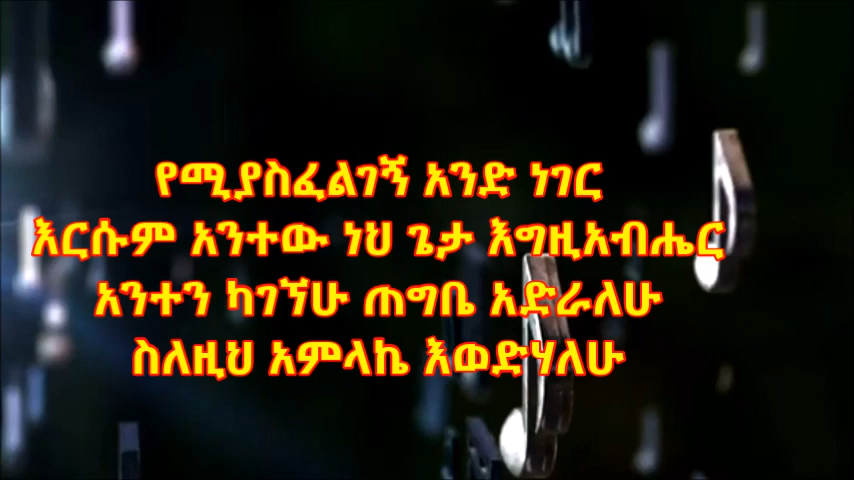 የሚያስፈልገኝ አንድ ነገር
እርሱም አንተው ነህ ጌታ እግዚአብሔር
አንተን ካገኘሁ ጠግቤ አድራለሁ
ስለዚህ አምላኬ እወድሃለሁ